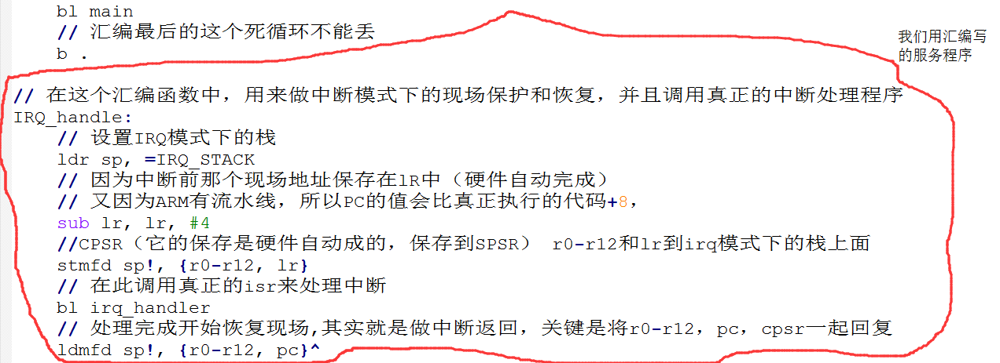 bl main
// 汇编最后的这个死循环不能丢
b .
我们用汇编写
的服务程序
// 在这个汇编函数中，用来做中断模式下的现场保护和恢复，并且调用真正的中断处理程序
IRQ_handle:
// 设置IRQ模式下的栈
ldr sp, =IRQ_STACK
// 因为中断前那个现场地址保存在lR中（硬件自动完成）
// 又因为ARM有流水线，所以PC的值会比真正执行的代码+8，
sub lr, lr, #4
//CPSR（它的保存是硬件自动成的，保存到SPSR） r0-r12和lr到irq模式下的栈上面
stmfd sp!, {r0-r12, lr}
// 在此调用真正的isr来处理中断
bl irq_handler
// 处理完成开始恢复现场,其实就是做中断返回，关键是将r0-r12，pc，cpsr一起回复
ldmfd sp!, {r0-r12, pc}^